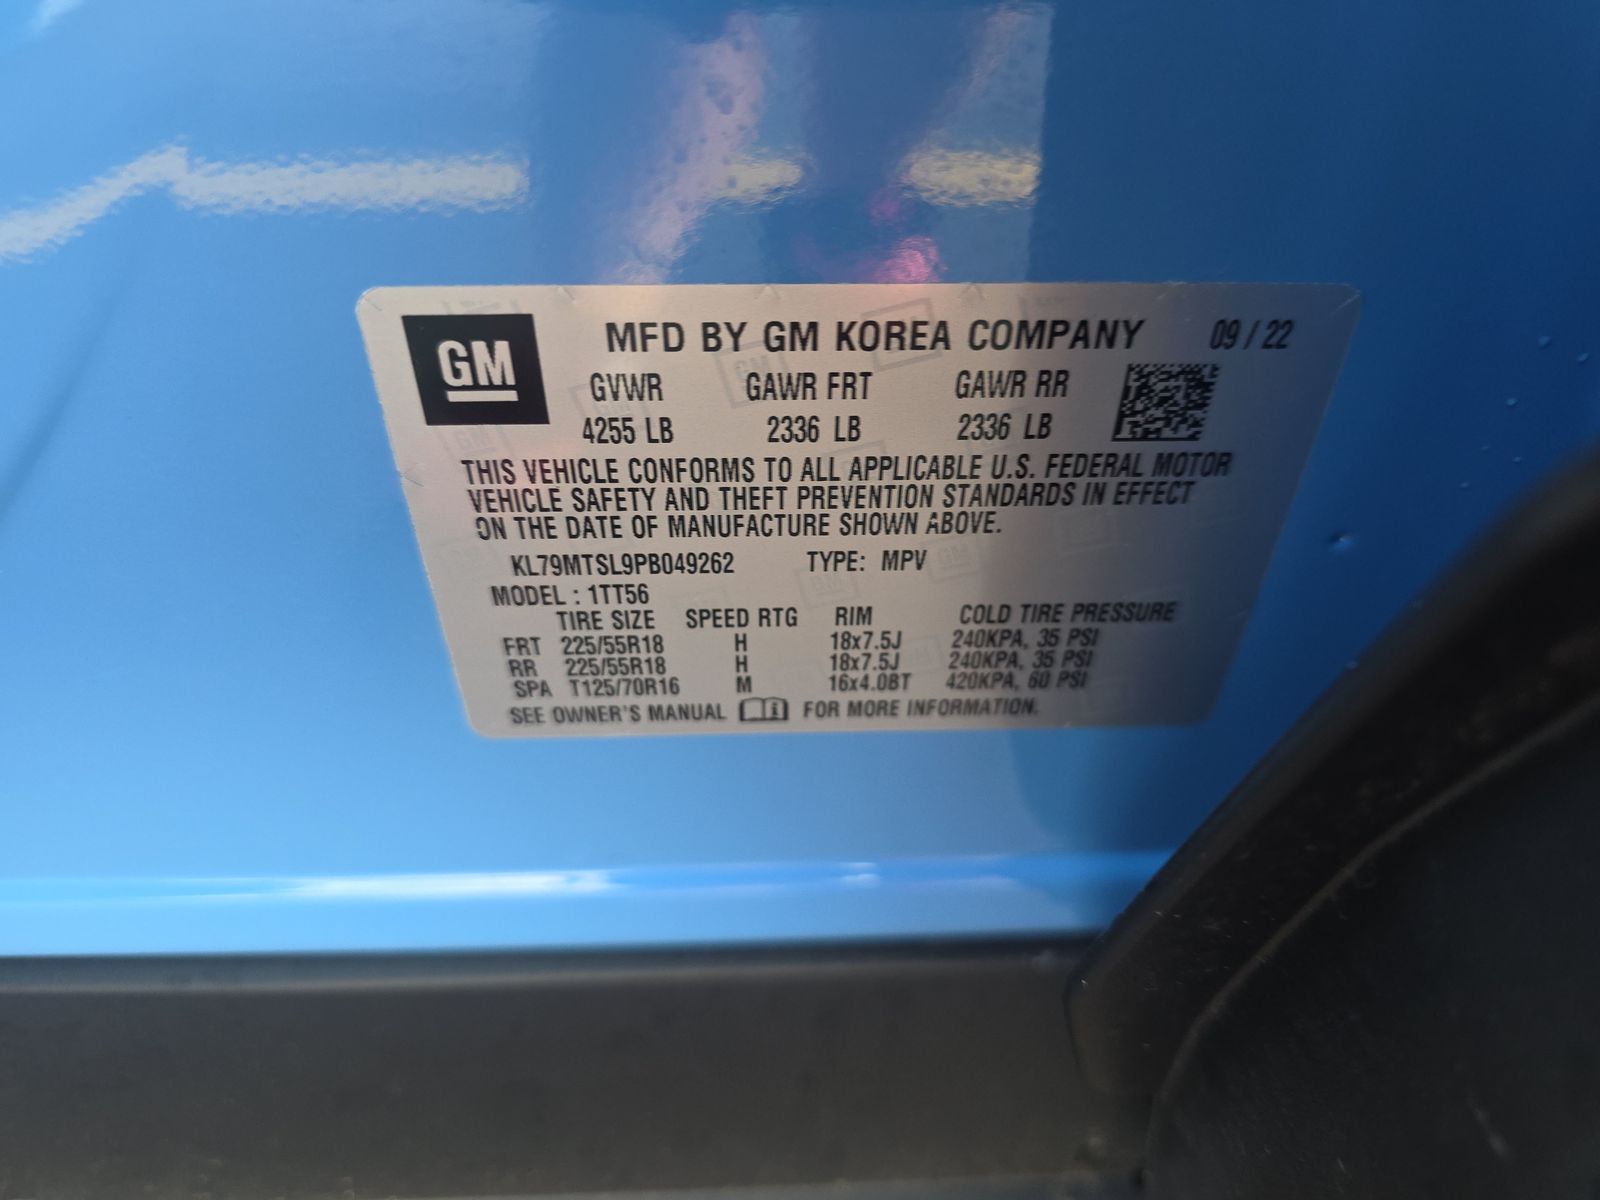 GM MFD BY GM KOREA COMPANY 09 / 22
GVWR GAWR FRT GAWR RR
4255 LB 2336 LB 2336 LB
THIS VEHICLE CONFORMS TO ALL APPLICABLE U.S. FEDERAL MOTOR
VEHICLE SAFETY AND THEFT PREVENTION STANDARDS IN EFFECT
ON THE DATE OF MANUFACTURE SHOWN ABOVE.
KL79MTSL9PB049262 TYPE: MPV
MODEL : 1TT56
TIRE SIZE SPEED RTG RIM COLD TIRE PRESSURE
FRT 225/55R18 H 18x7.5J 240KPA, 35 PSI
RR 225/55R18 H 18x7.5J 240KPA, 35 PSI
SPA T125/70R16 M 16x4.0BT 420KPA, 60 PSI
SEE OWNER'S MANUAL FOR MORE INFORMATION.